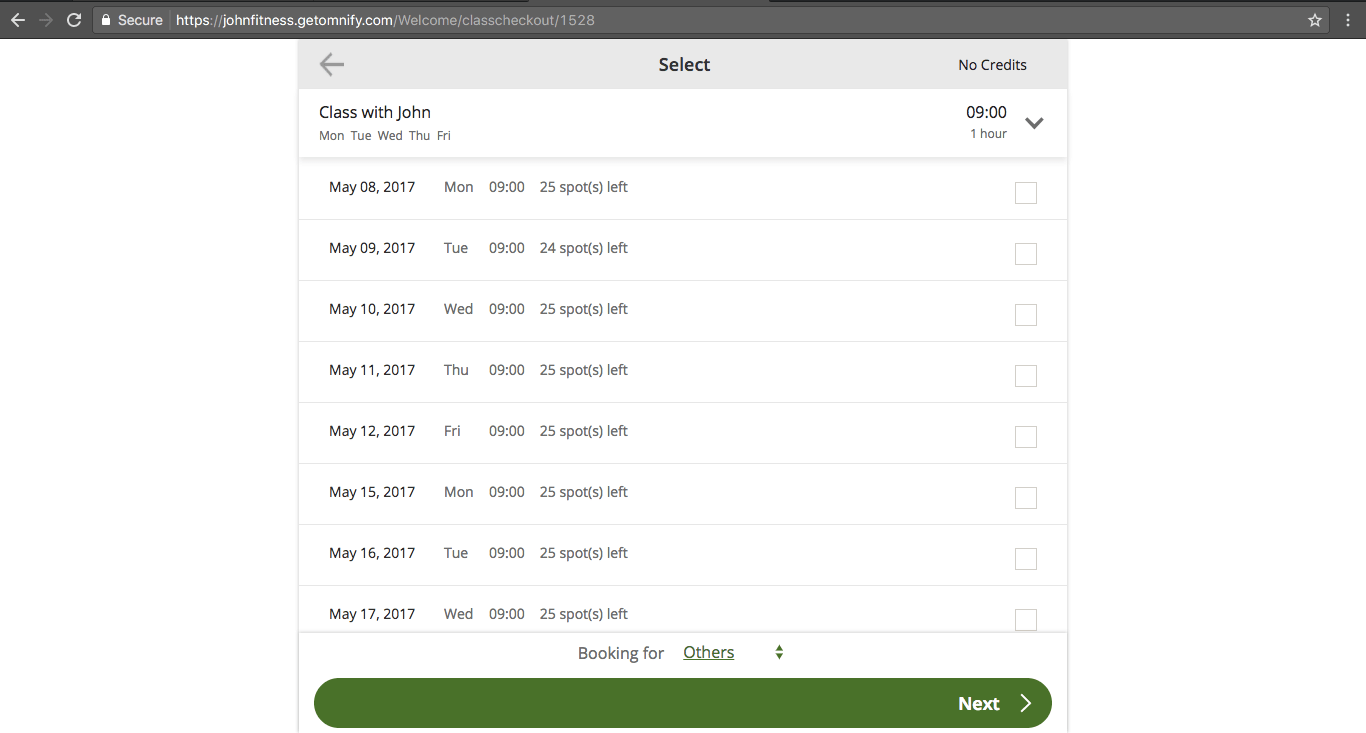 Secure https://johnfitness.getomnify.com/Welcome/classcheckout/1528
Select No Credits
Class with John 09:00
Mon Tue Wed Thu Fri 1 hour
May 08, 2017 Mon 09:00 25 spot(s) left
May 09, 2017 Tue 09:00 24 spot(s) left
May 10, 2017 Wed 09:00 25 spot(s) left
May 11, 2017 Thu 09:00 25 spot(s) left
May 12, 2017 Fri 09:00 25 spot(s) left
May 15, 2017 Mon 09:00 25 spot(s) left
May 16, 2017 Tue 09:00 25 spot(s) left
May 17, 2017 Wed 09:00 25 spot(s) left
Booking for Others
Next